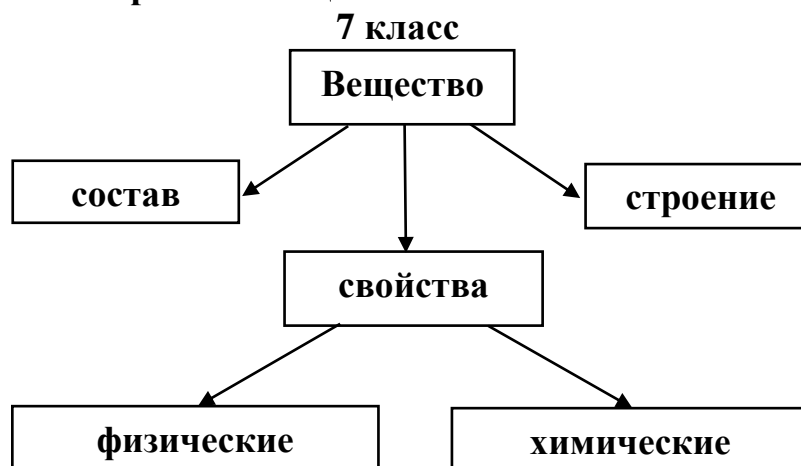 7 класс
Вещество
состав
строение
свойства
физические
химические